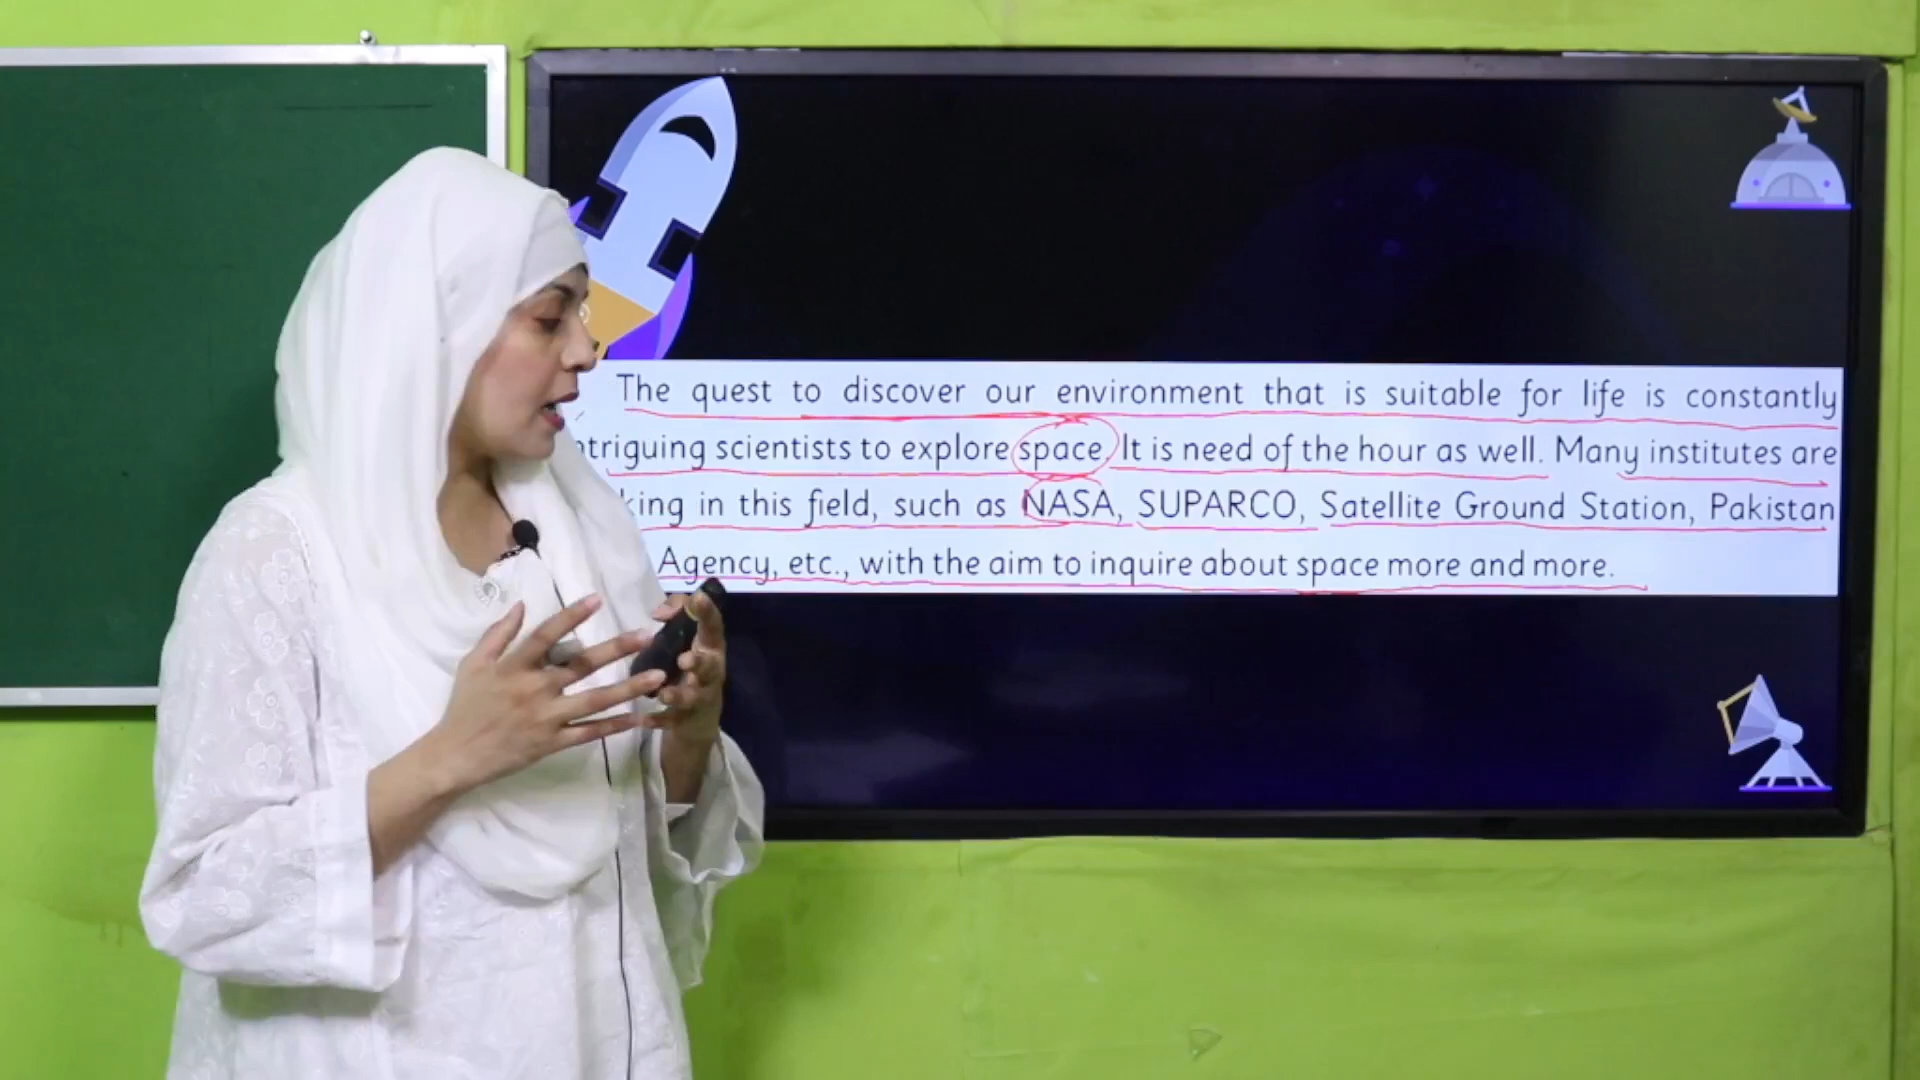 The quest to discover our environment that is suitable for life is constantly
scientists to explore space. It is need of the hour as well. Many institutes are
in this field, such as NASA, SUPARCO, Satellite Ground Station, Pakistan
Agency, etc., with the aim to inquire about space more and more.